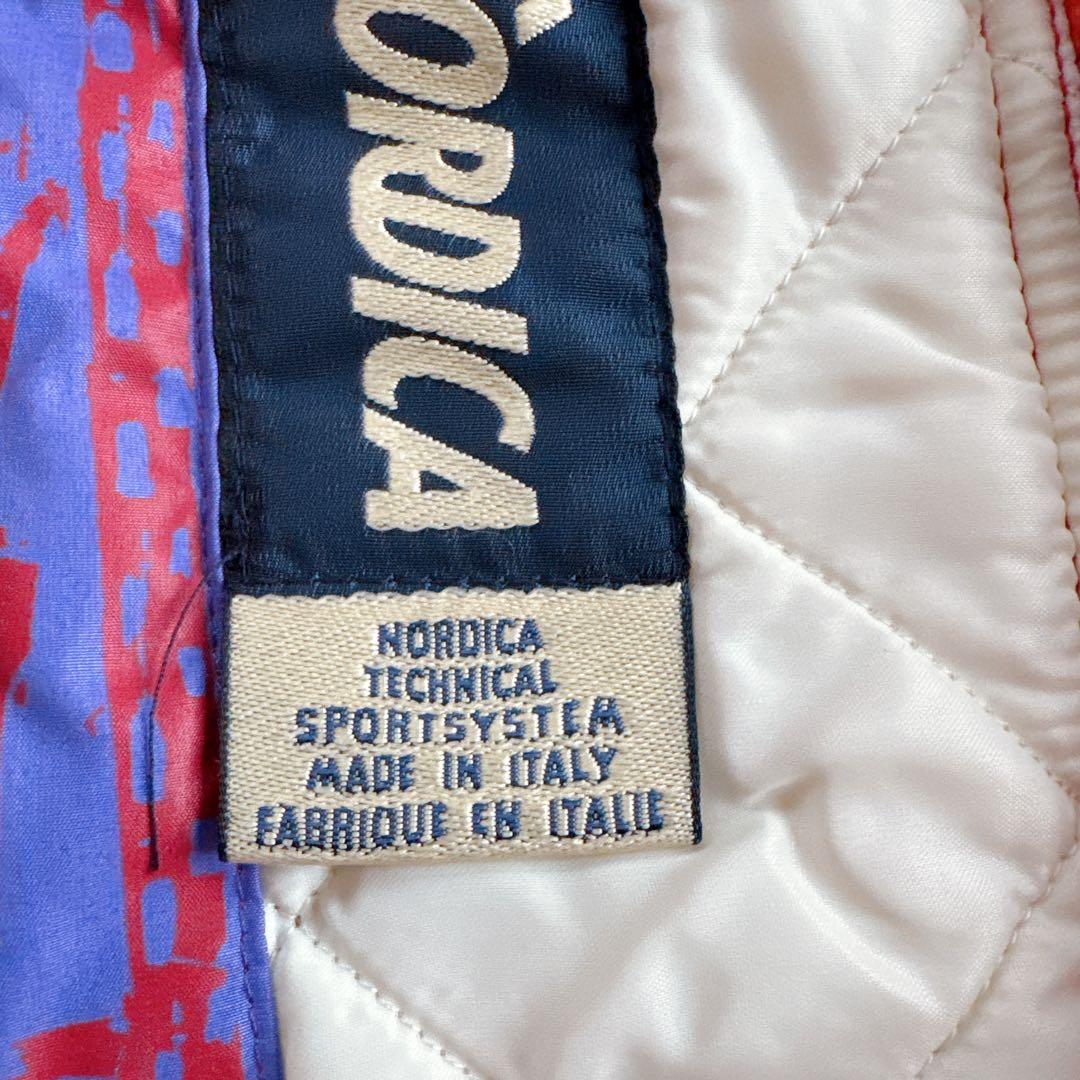 NORDICA
NORDICA
TECHNICAL
SPORTSYSTEM
MADE IN ITALY
FABRIQUE EN ITALIE